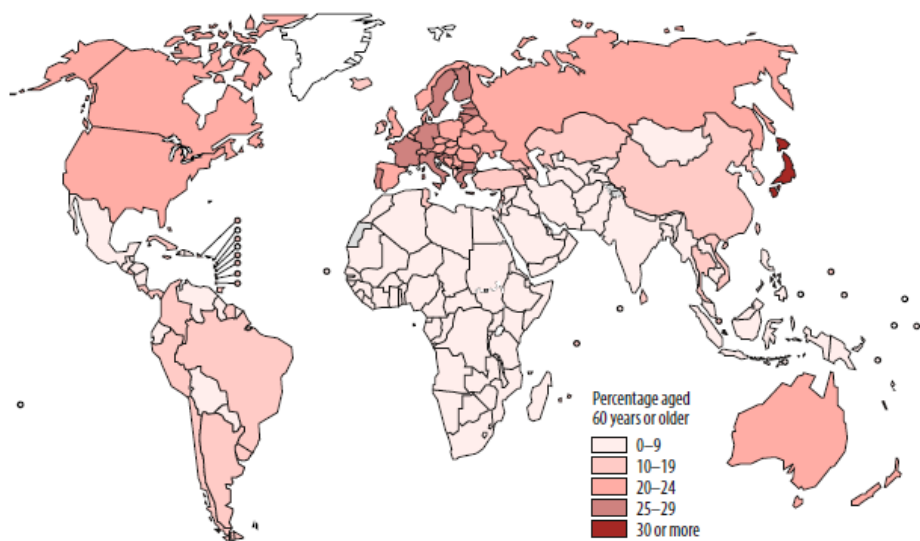 Percentage aged
60 years or older
0–9
10–19
20–24
25–29
30 or more